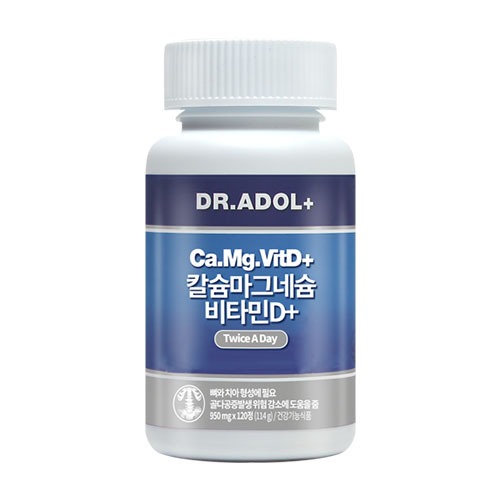 DR.ADOL+
Ca.Mg.VitD+
칼슘마그네슘
비타민D+
Twice A Day
뼈와 치아 형성에 필요
골다공증발생 위험 감소에 도움을 줌
950 mg x 120정 (114 g) / 건강기능식품